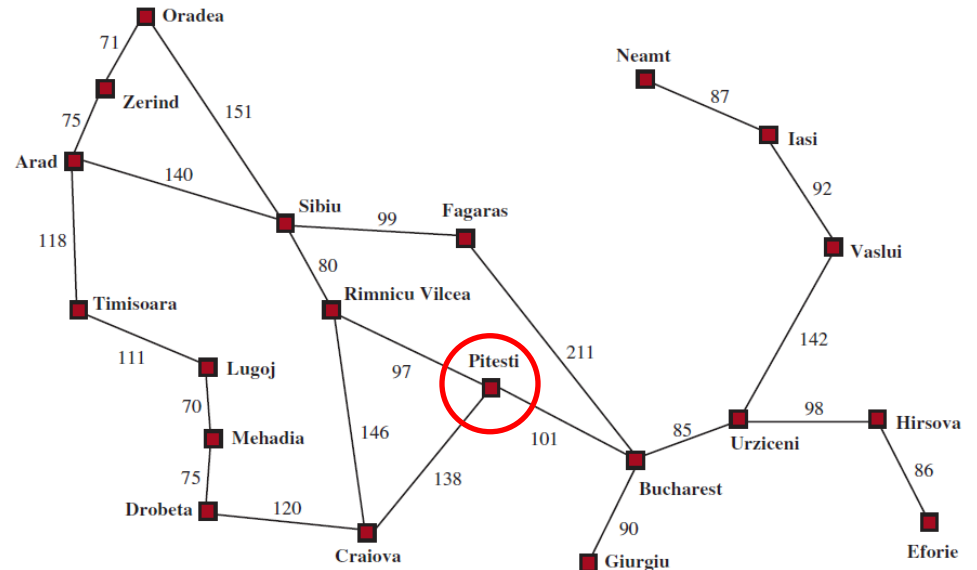 Oradea
71
Neamt
Zerind
87
151
75
Iasi
Arad
140
92
Sibiu
99
Fagaras
118
80
Vaslui
Timisoara
Rimnicu Vilcea
142
111
Lugoj
97
Pitesti
211
70
98
Hirsova
Mehadia
146
101
85
Urziceni
75
138
86
Drobeta
120
Bucharest
90
Craiova
Giurgiu
Eforie